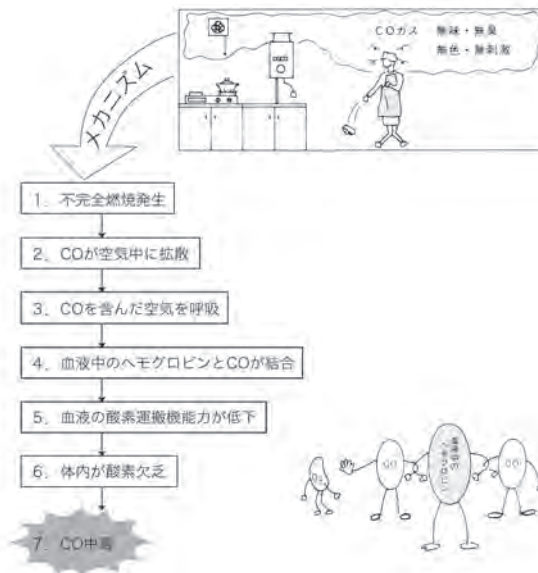 COガス 無味・無臭
無色・無刺激
メカニズム
1. 不完全燃焼発生
2. COが空気中に拡散
3. COを含んだ空気を呼吸
4. 血液中のヘモグロビンとCOが結合
5. 血液の酸素運搬機能力が低下
6. 体内が酸素欠乏
7. CO中毒
O₂
CO
CO